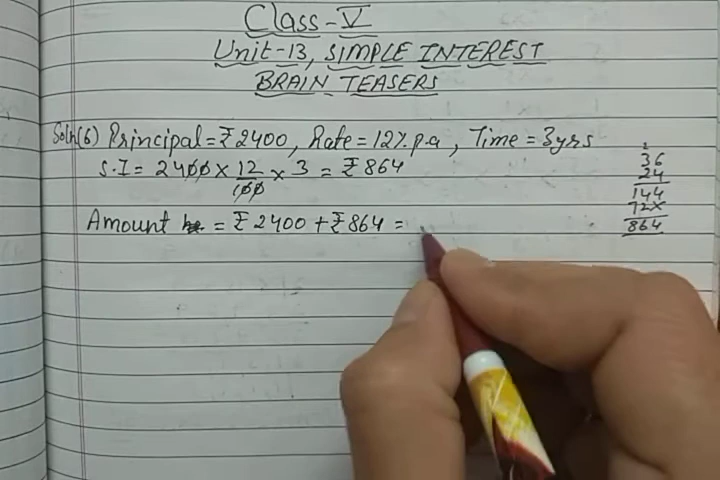 Class-V
Unit-13, SIMPLE INTEREST
BRAIN TEASERS
Soln(6) Principal = ₹2400, Rate = 12% p.a, Time = 3yrs
S.I = 2400 × 12/100 × 3 = ₹864
Amount = ₹2400 + ₹864 =
2
36
24
144
72×
864